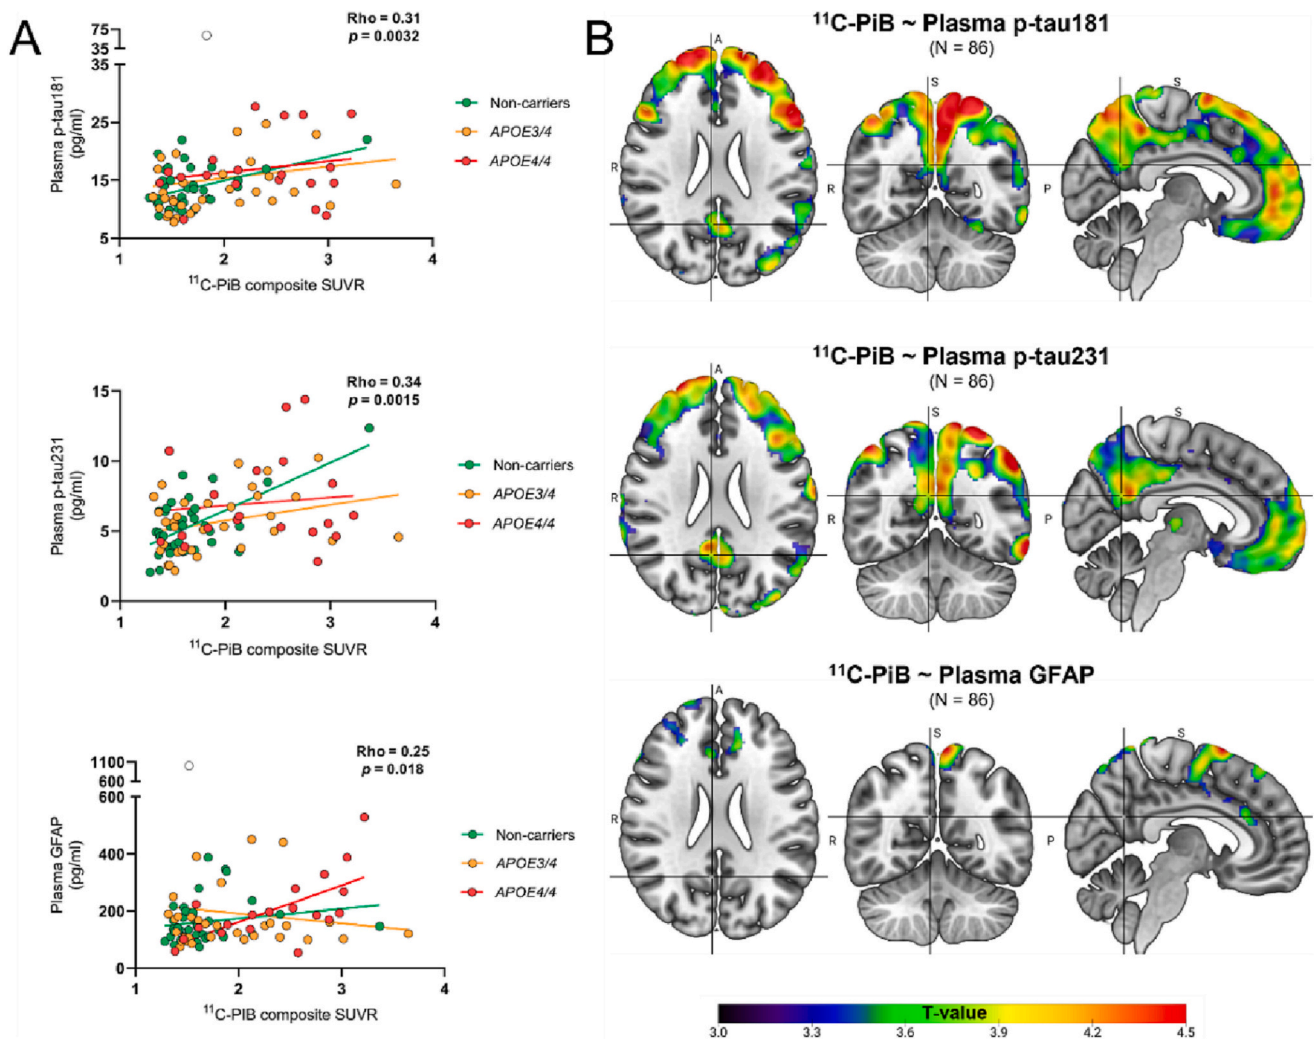 A
Rho = 0.31
p = 0.0032
75
35
35
25
15
5
Plasma p-tau181
(pg/ml)
1 2 3 4
¹¹C-PiB composite SUVR
Non-carriers
APOE3/4
APOE4/4
Rho = 0.34
p = 0.0015
15
10
5
0
Plasma p-tau231
(pg/ml)
1 2 3 4
¹¹C-PiB composite SUVR
Non-carriers
APOE3/4
APOE4/4
Rho = 0.25
p = 0.018
1100
600
600
400
200
0
Plasma GFAP
(pg/ml)
1 2 3 4
¹¹C-PIB composite SUVR
Non-carriers
APOE3/4
APOE4/4
B
¹¹C-PiB ~ Plasma p-tau181
(N = 86)
A
S
S
R
R
P
¹¹C-PiB ~ Plasma p-tau231
(N = 86)
A
S
S
R
R
P
¹¹C-PiB ~ Plasma GFAP
(N = 86)
A
S
S
R
R
P
T-value
3.0 3.3 3.6 3.9 4.2 4.5